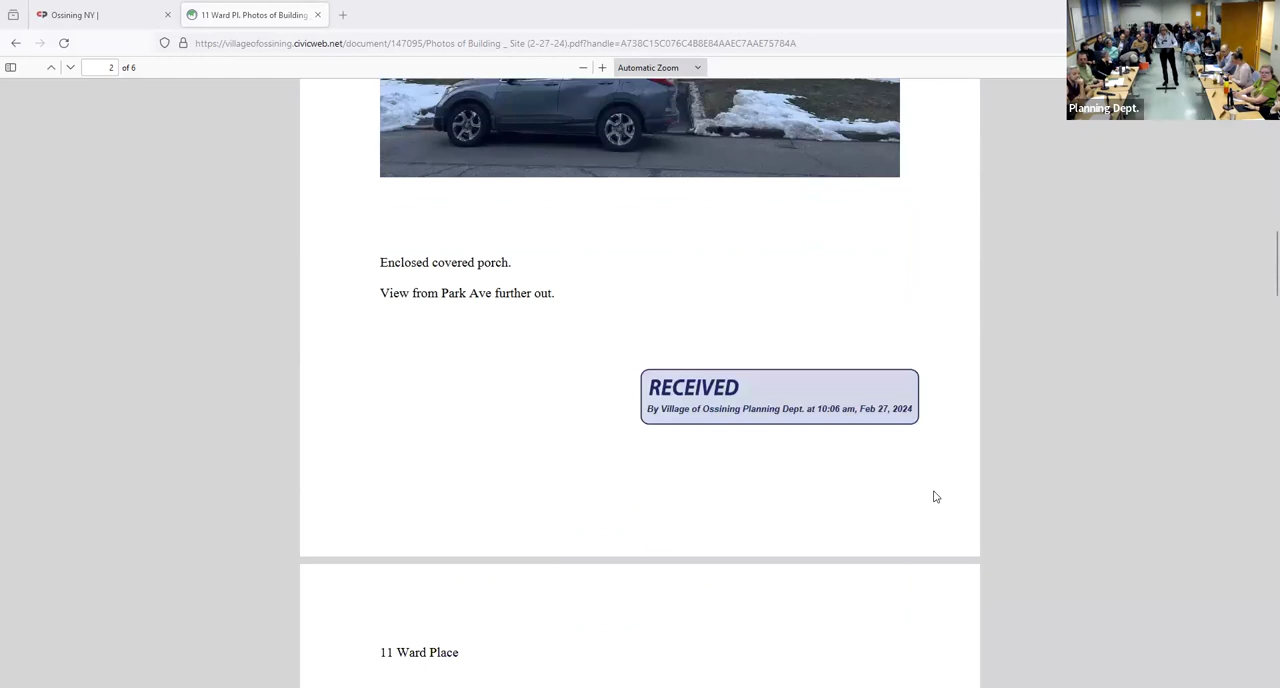 Ossining NY |
11 Ward Pl. Photos of Building
https://villageofossining.civicweb.net/document/147095/Photos of Building _ Site (2-27-24).pdf?handle=A738C15C076C4B8E84AAEC7AAE75784A
2 of 6
Automatic Zoom
Planning Dept.
Enclosed covered porch.
View from Park Ave further out.
RECEIVED
By Village of Ossining Planning Dept. at 10:06 am, Feb 27, 2024
11 Ward Place